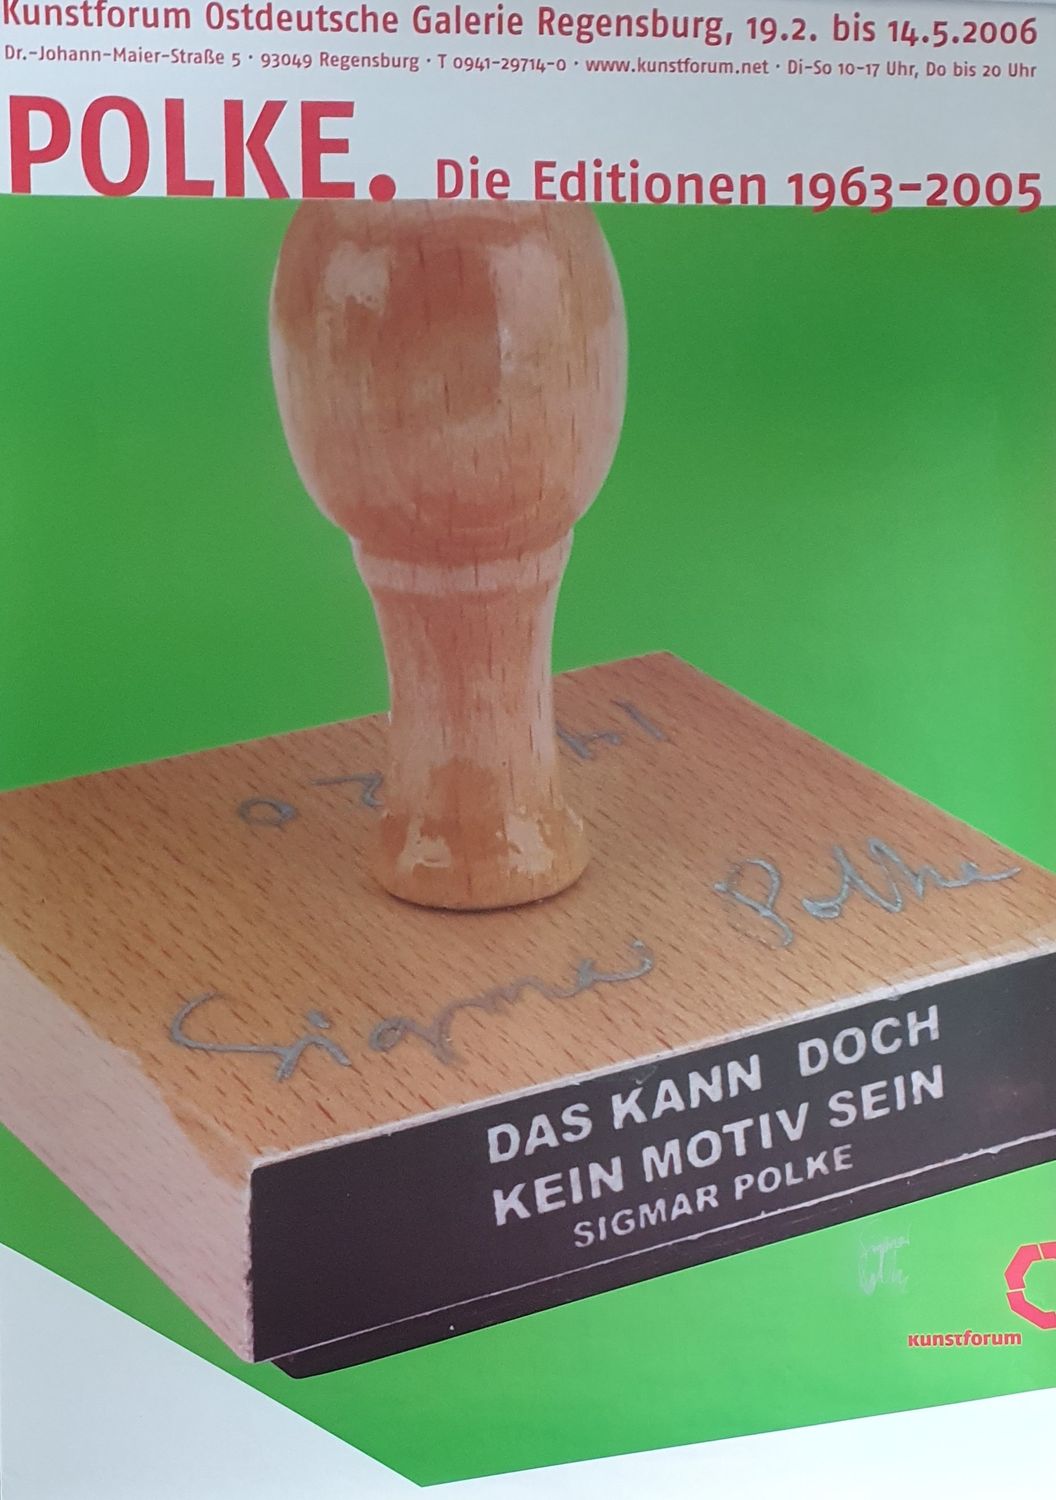 Kunstforum Ostdeutsche Galerie Regensburg, 19.2. bis 14.5.2006
Dr.-Johann-Maier-Straße 5 · 93049 Regensburg · T 0941-29714-0 · www.kunstforum.net · Di-So 10-17 Uhr, Do bis 20 Uhr
POLKE. Die Editionen 1963-2005
Sigmar Polke
DAS KANN DOCH
KEIN MOTIV SEIN
SIGMAR POLKE
Sigmar
Polke
kunstforum